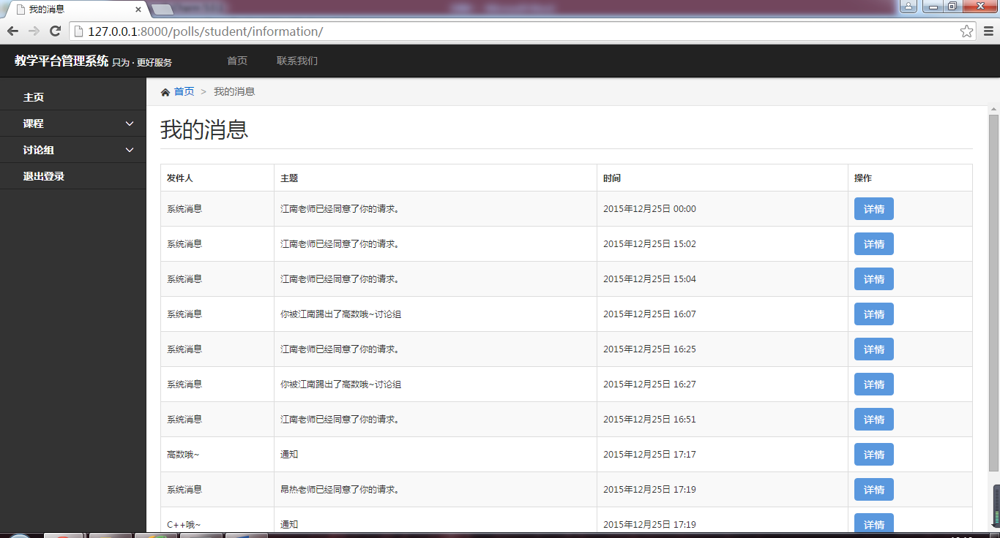 我的消息
127.0.0.1:8000/polls/student/information/
教学平台管理系统 只为 · 更好服务 首页 联系我们
主页
课程
讨论组
退出登录
首页 > 我的消息
我的消息
发件人 主题 时间 操作
系统消息 江南老师已经同意了你的请求。 2015年12月25日 00:00 详情
系统消息 江南老师已经同意了你的请求。 2015年12月25日 15:02 详情
系统消息 江南老师已经同意了你的请求。 2015年12月25日 15:04 详情
系统消息 你被江南踢出了高数哦~讨论组 2015年12月25日 16:07 详情
系统消息 江南老师已经同意了你的请求。 2015年12月25日 16:25 详情
系统消息 你被江南踢出了高数哦~讨论组 2015年12月25日 16:27 详情
系统消息 江南老师已经同意了你的请求。 2015年12月25日 16:51 详情
高数哦~ 通知 2015年12月25日 17:17 详情
系统消息 昂热老师已经同意了你的请求。 2015年12月25日 17:19 详情
C++哦~ 通知 2015年12月25日 17:19 详情